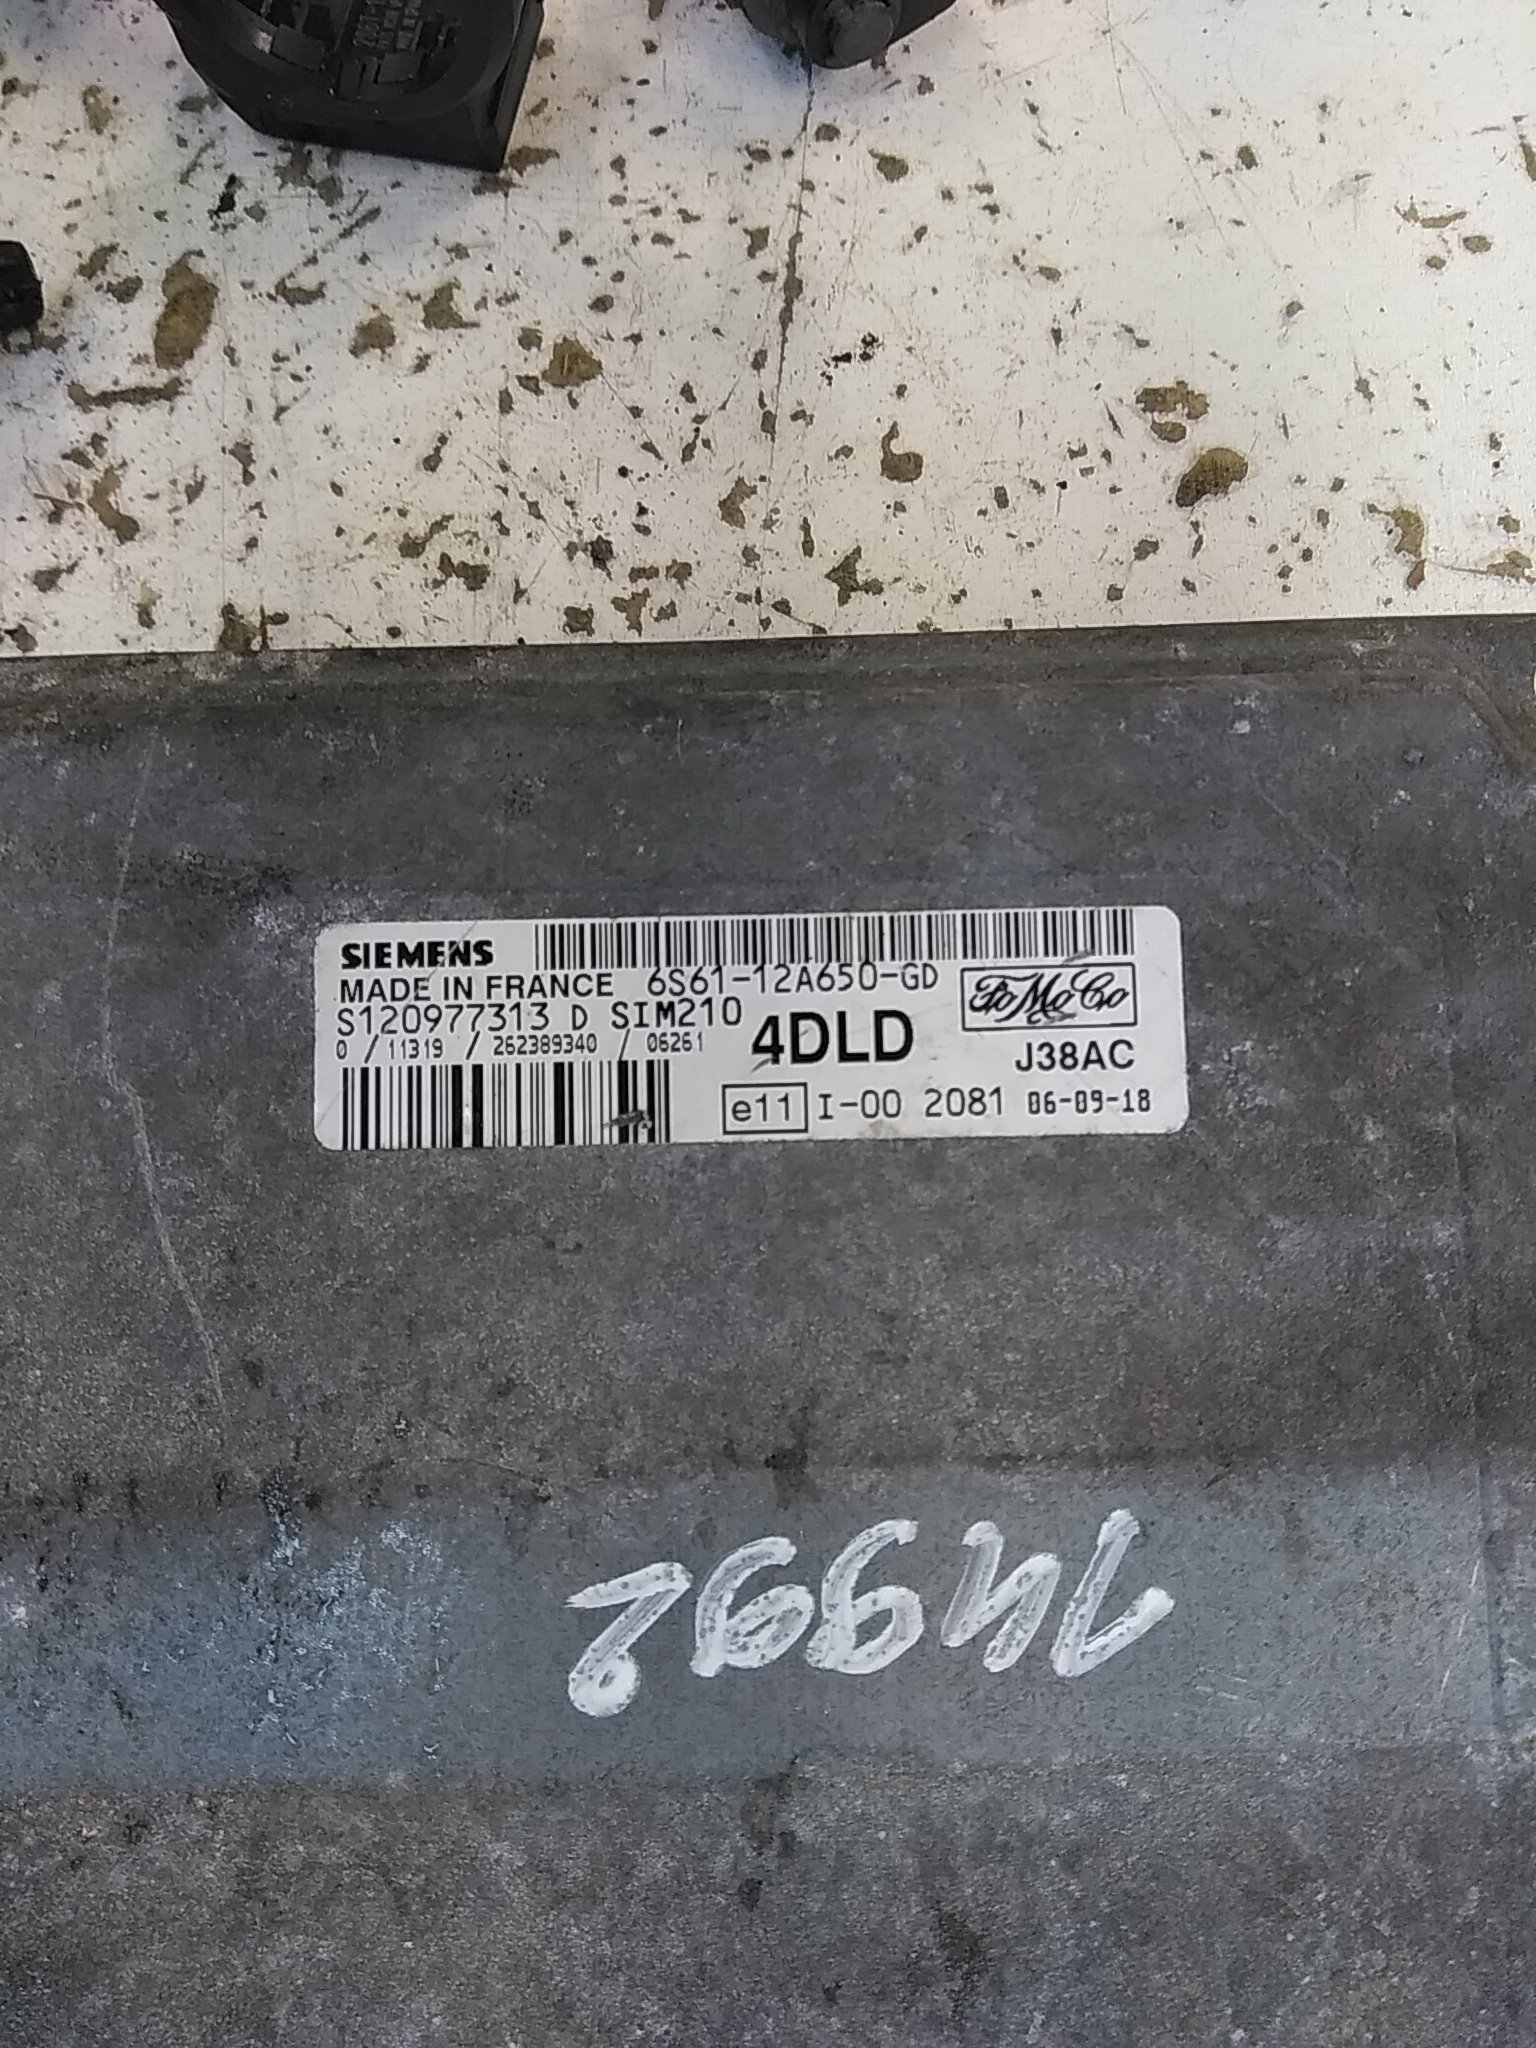 SIEMENS
MADE IN FRANCE 6S61-12A650-GD
FoMoCo
S120977313 D SIM210
4DLD
0 / 11319 / 262389340 / 06261
J38AC
e11 I-00 2081 06-09-18